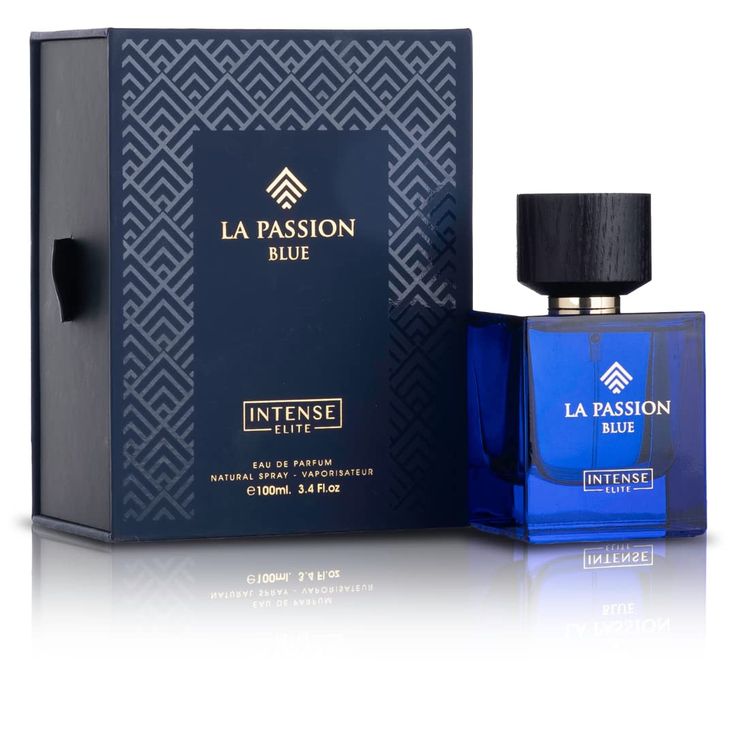 LA PASSION
BLUE
INTENSE
ELITE
EAU DE PARFUM
NATURAL SPRAY - VAPORISATEUR
℮100ml. 3.4 Fl.oz
LA PASSION
BLUE
INTENSE
ELITE